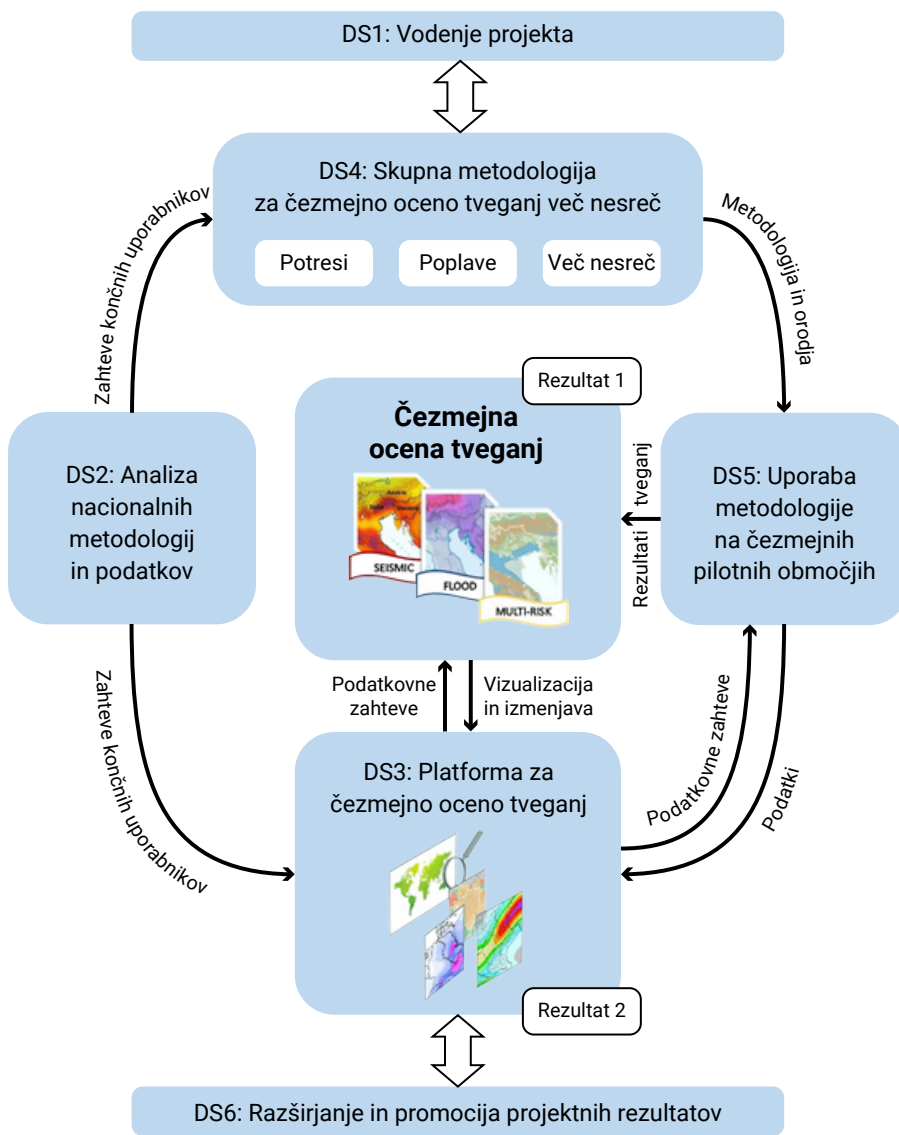 DS1: Vodenje projekta
DS4: Skupna metodologija
za čezmejno oceno tveganj več nesreč
Potresi
Poplave
Več nesreč
Zahteve končnih uporabnikov
Metodologija in orodja
Rezultat 1
Čezmejna
ocena tveganj
SEISMIC
FLOOD
MULTI-RISK
DS2: Analiza
nacionalnih
metodologij
in podatkov
Rezultati tveganj
DS5: Uporaba
metodologije
na čezmejnih
pilotnih območjih
Zahteve končnih uporabnikov
Podatkovne
zahteve
Vizualizacija
in izmenjava
Podatkovne zahteve
Podatki
DS3: Platforma za
čezmejno oceno tveganj
Rezultat 2
DS6: Razširjanje in promocija projektnih rezultatov